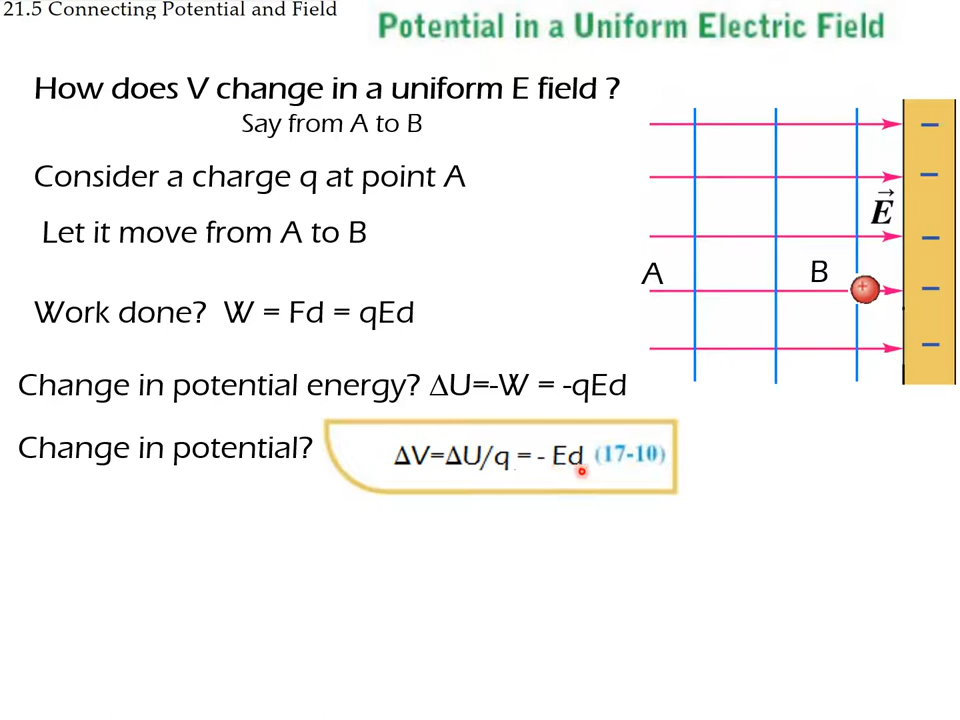 21.5 Connecting Potential and Field
Potential in a Uniform Electric Field
How does V change in a uniform E field ?
Say from A to B
Consider a charge q at point A
Let it move from A to B
Work done? W = Fd = qEd
Change in potential energy? ΔU=-W = -qEd
Change in potential?
ΔV=ΔU/q = - Ed (17-10)
E⃗
A
B
+
−
−
−
−
−